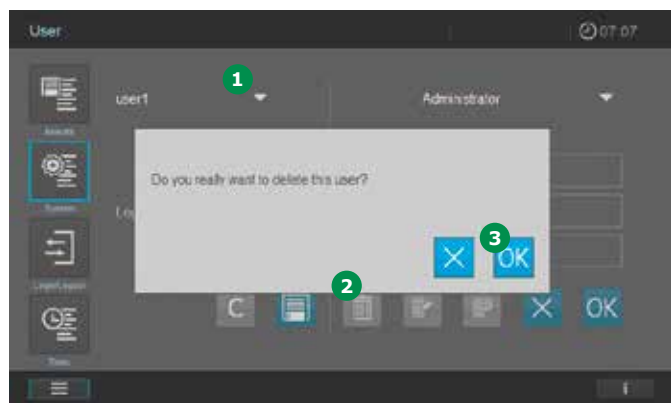 User
07:07
1
user1
Administrator
Do you really want to delete this user?
3
OK
2
C
OK
i